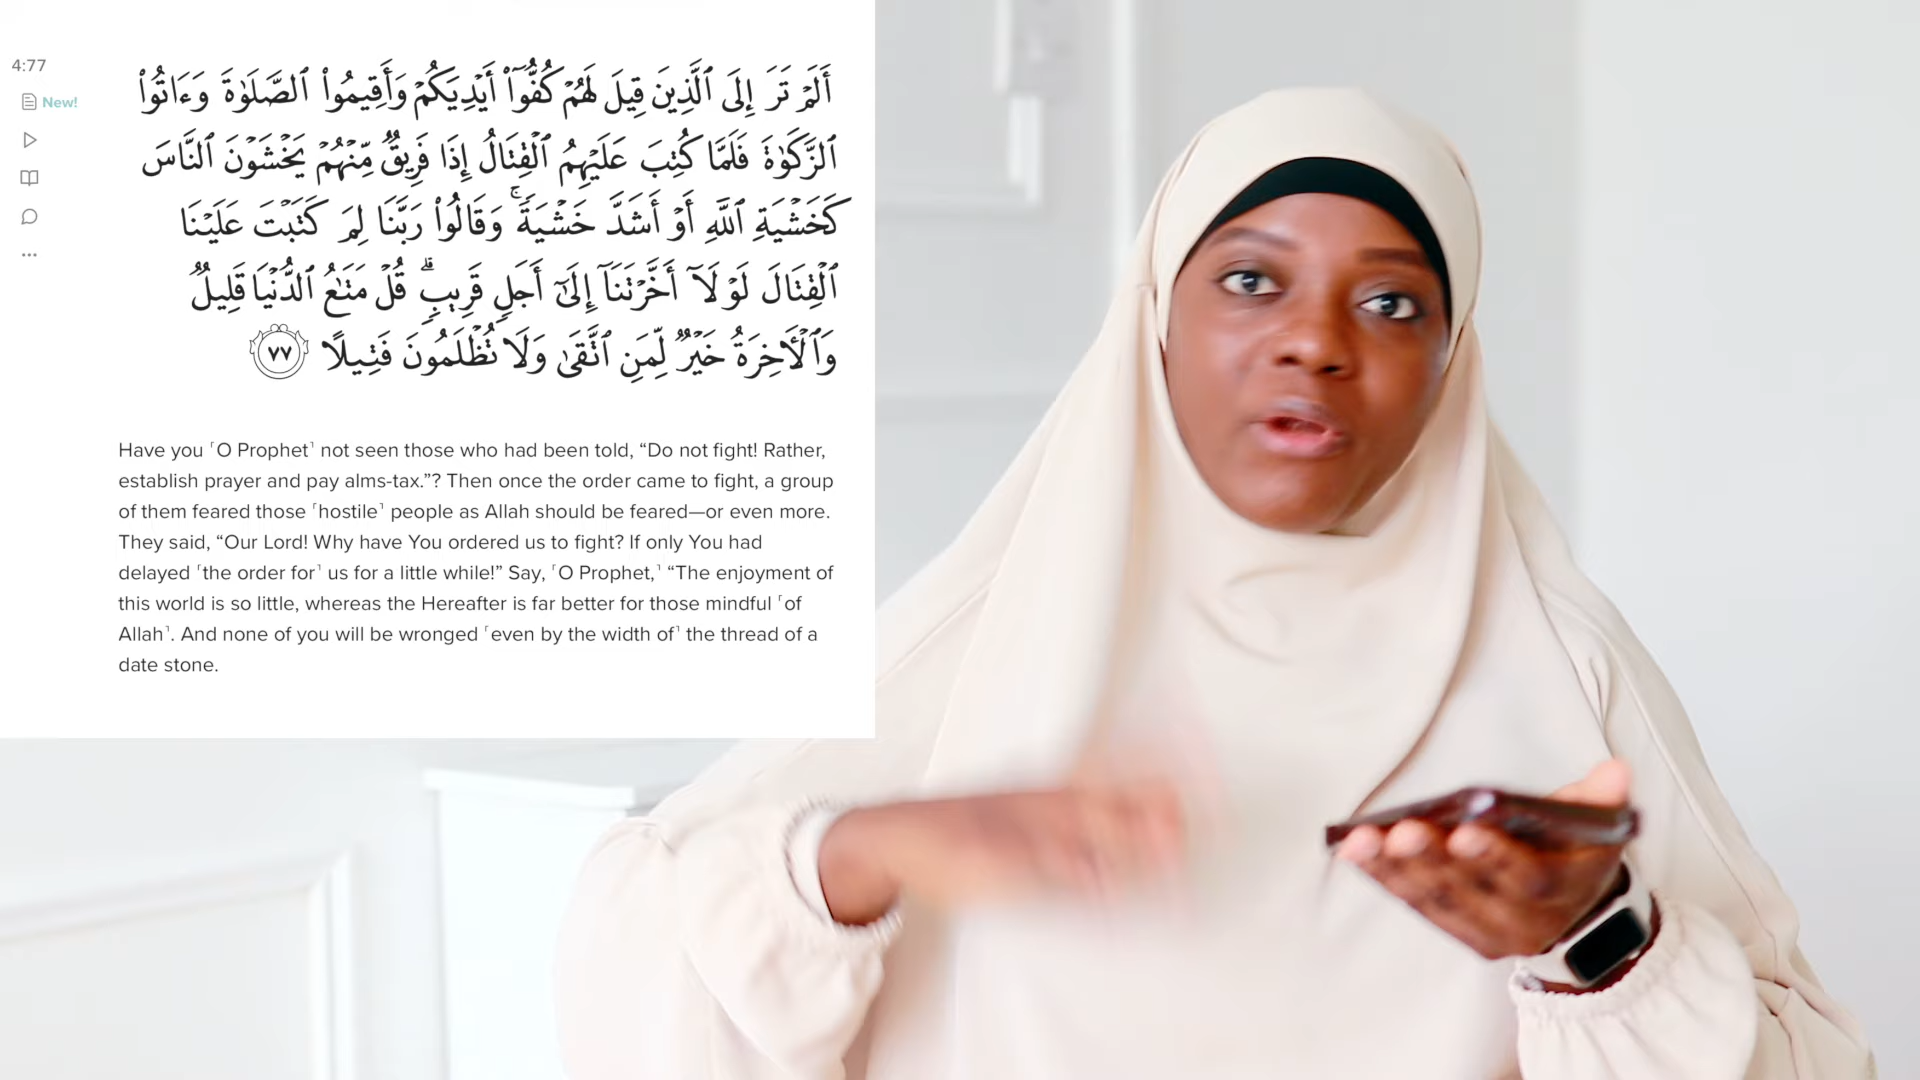 4:77
New!
أَلَمْ تَرَ إِلَى ٱلَّذِينَ قِيلَ لَهُمْ كُفُّوٓا۟ أَيْدِيَكُمْ وَأَقِيمُوا۟ ٱلصَّلَوٰةَ وَءَاتُوا۟
ٱلزَّكَوٰةَ فَلَمَّا كُتِبَ عَلَيْهِمُ ٱلْقِتَالُ إِذَا فَرِيقٌ مِّنْهُمْ يَخْشَوْنَ ٱلنَّاسَ
كَخَشْيَةِ ٱللَّهِ أَوْ أَشَدَّ خَشْيَةً ۚ وَقَالُوا۟ رَبَّنَا لِمَ كَتَبْتَ عَلَيْنَا
ٱلْقِتَالَ لَوْلَآ أَخَّرْتَنَآ إِلَىٰٓ أَجَلٍ قَرِيبٍ ۗ قُلْ مَتَـٰعُ ٱلدُّنْيَا قَلِيلٌ
وَٱلْـَٔاخِرَةُ خَيْرٌ لِّمَنِ ٱتَّقَىٰ وَلَا تُظْلَمُونَ فَتِيلًا ٧٧
Have you ˹O Prophet˺ not seen those who had been told, “Do not fight! Rather,
establish prayer and pay alms-tax.”? Then once the order came to fight, a group
of them feared those ˹hostile˺ people as Allah should be feared—or even more.
They said, “Our Lord! Why have You ordered us to fight? If only You had
delayed ˹the order for˺ us for a little while!” Say, ˹O Prophet,˺ “The enjoyment of
this world is so little, whereas the Hereafter is far better for those mindful ˹of
Allah˺. And none of you will be wronged ˹even by the width of˺ the thread of a
date stone.